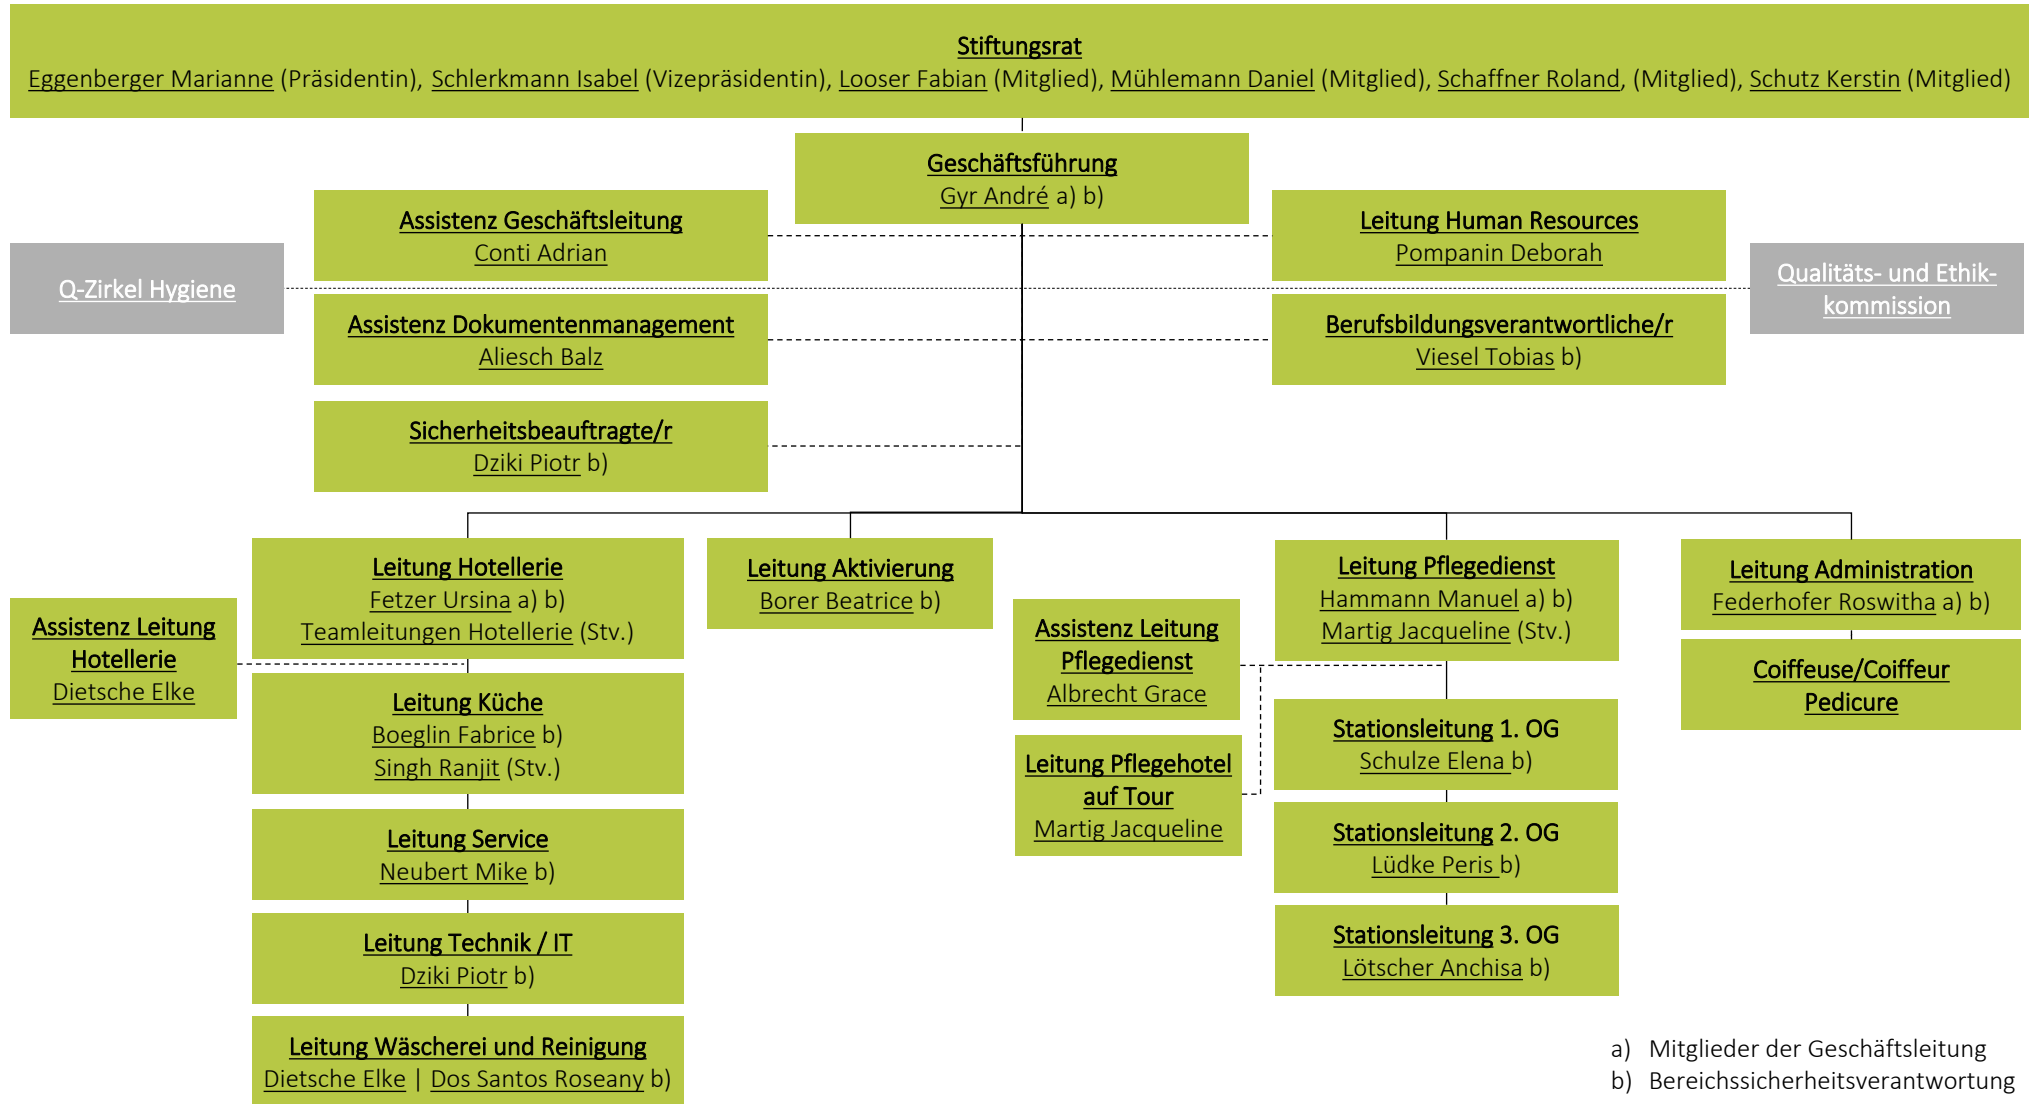 Stiftungsrat
Eggenberger Marianne (Präsidentin), Schlerkmann Isabel (Vizepräsidentin), Looser Fabian (Mitglied), Mühlemann Daniel (Mitglied), Schaffner Roland, (Mitglied), Schutz Kerstin (Mitglied)
Geschäftsführung
Gyr André a) b)
Assistenz Geschäftsleitung
Conti Adrian
Leitung Human Resources
Pompanin Deborah
Q-Zirkel Hygiene
Qualitäts- und Ethik-
kommission
Assistenz Dokumentenmanagement
Aliesch Balz
Berufsbildungsverantwortliche/r
Viesel Tobias b)
Sicherheitsbeauftragte/r
Dziki Piotr b)
Leitung Hotellerie
Fetzer Ursina a) b)
Teamleitungen Hotellerie (Stv.)
Assistenz Leitung
Hotellerie
Dietsche Elke
Leitung Küche
Boeglin Fabrice b)
Singh Ranjit (Stv.)
Leitung Service
Neubert Mike b)
Leitung Technik / IT
Dziki Piotr b)
Leitung Wäscherei und Reinigung
Dietsche Elke | Dos Santos Roseany b)
Leitung Aktivierung
Borer Beatrice b)
Leitung Pflegedienst
Hammann Manuel a) b)
Martig Jacqueline (Stv.)
Assistenz Leitung
Pflegedienst
Albrecht Grace
Leitung Pflegehotel
auf Tour
Martig Jacqueline
Stationsleitung 1. OG
Schulze Elena b)
Stationsleitung 2. OG
Lüdke Peris b)
Stationsleitung 3. OG
Lötscher Anchisa b)
Leitung Administration
Federhofer Roswitha a) b)
Coiffeuse/Coiffeur
Pedicure
a) Mitglieder der Geschäftsleitung
b) Bereichssicherheitsverantwortung